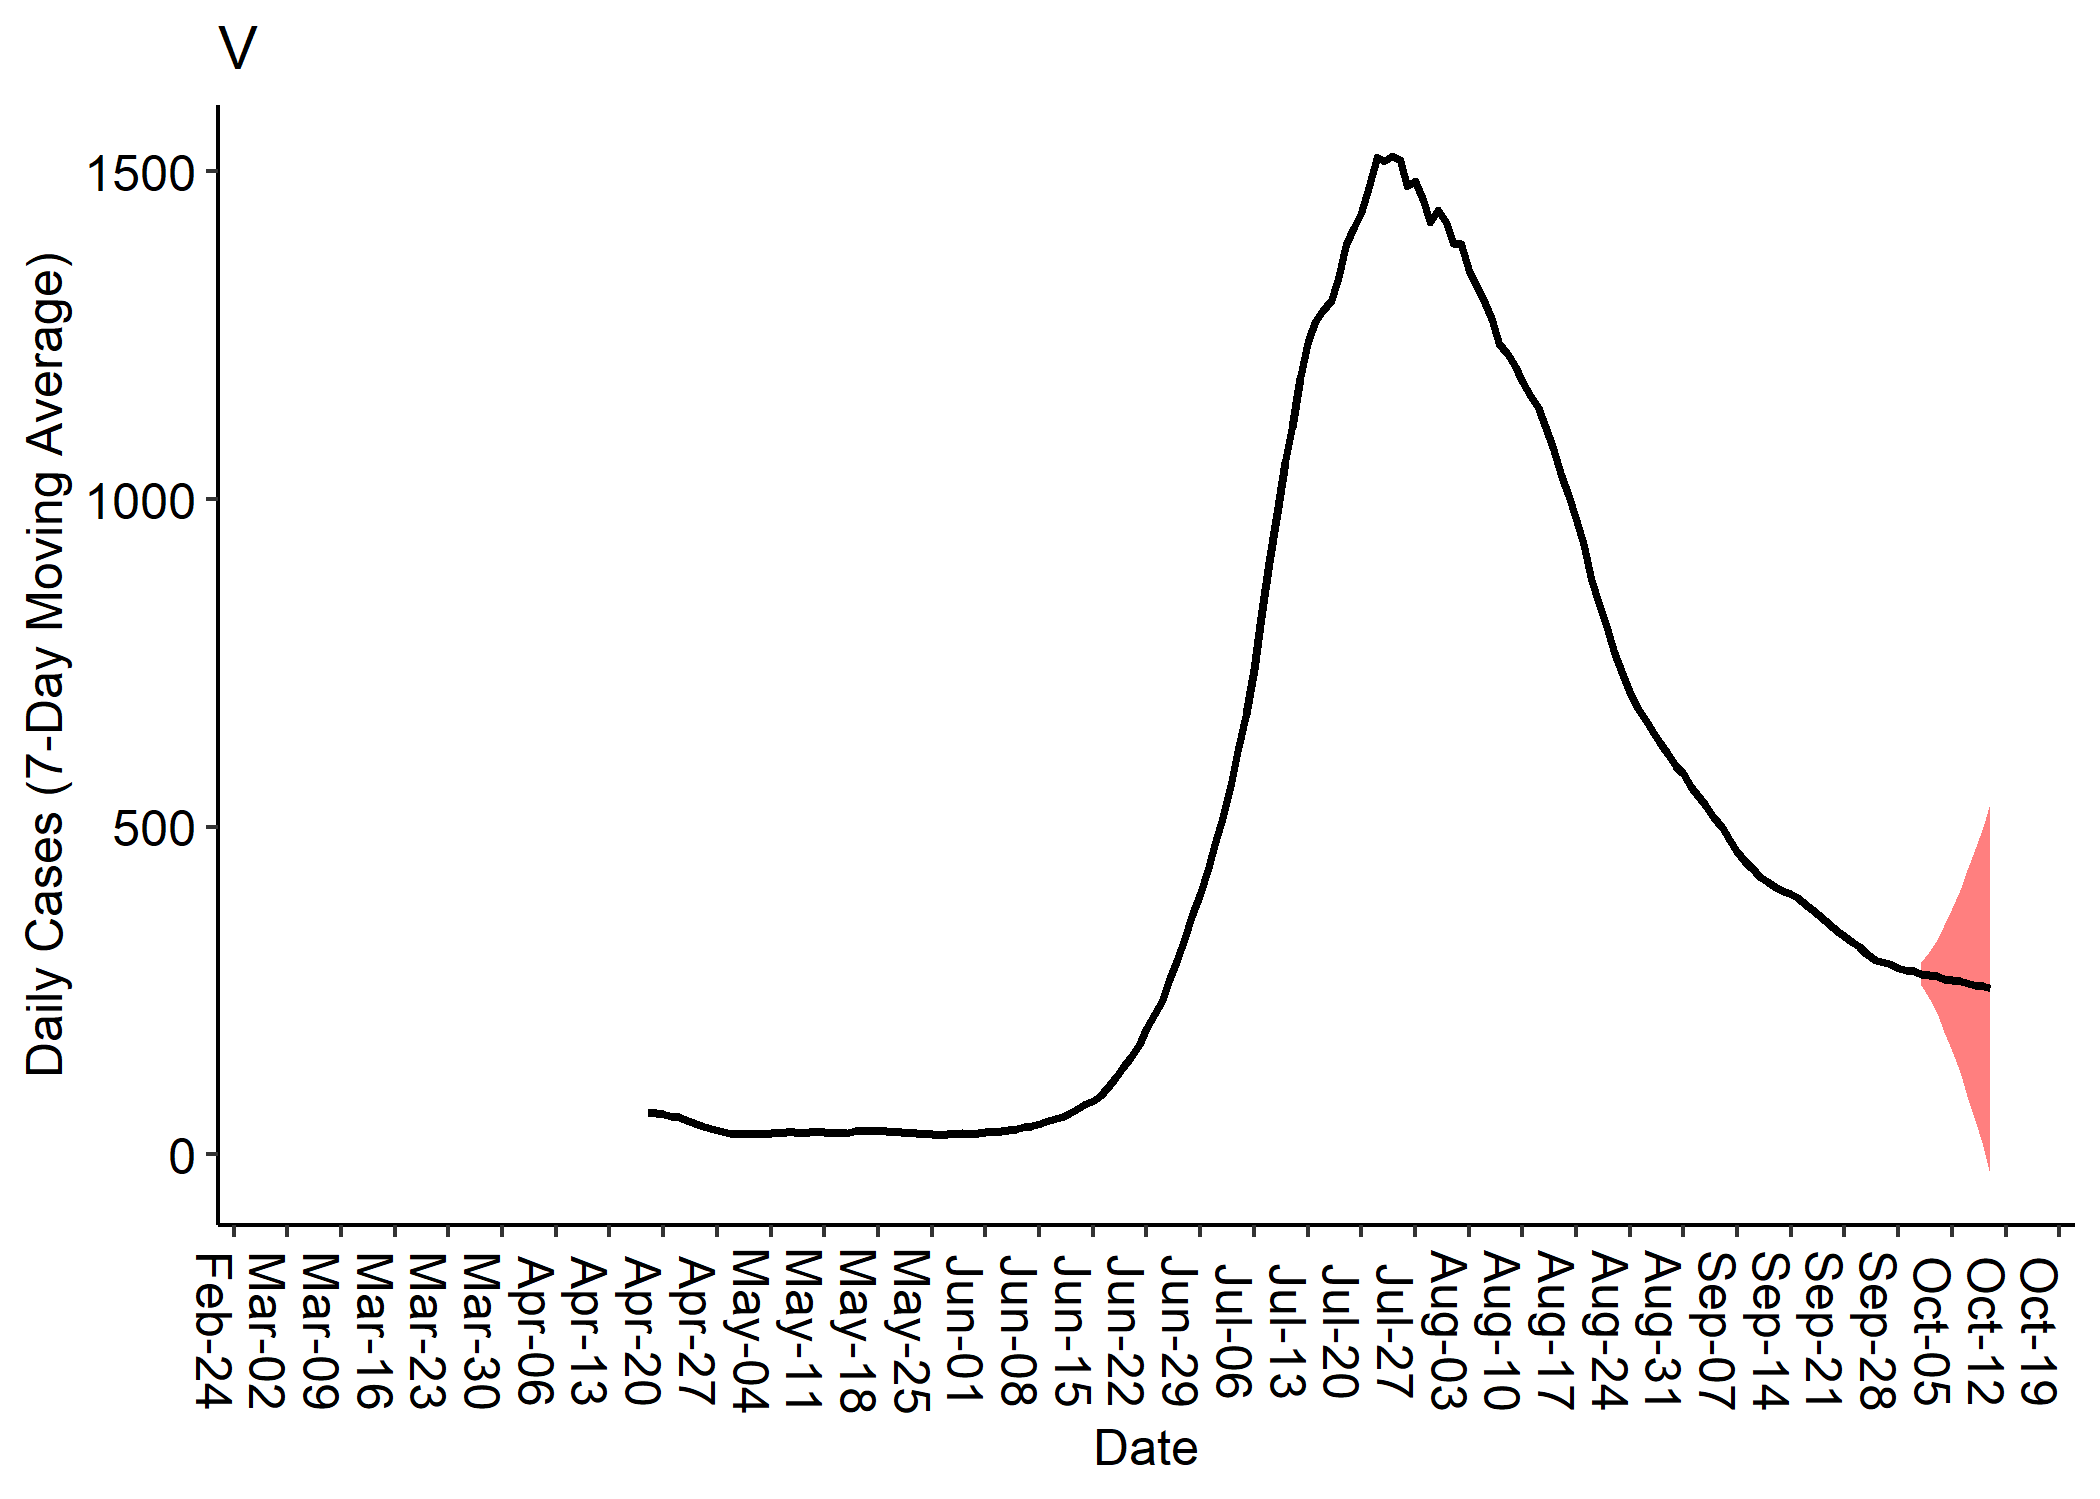 V
Daily Cases (7-Day Moving Average)
1500
1000
500
0
Feb-24
Mar-02
Mar-09
Mar-16
Mar-23
Mar-30
Apr-06
Apr-13
Apr-20
Apr-27
May-04
May-11
May-18
May-25
Jun-01
Jun-08
Jun-15
Jun-22
Jun-29
Jul-06
Jul-13
Jul-20
Jul-27
Aug-03
Aug-10
Aug-17
Aug-24
Aug-31
Sep-07
Sep-14
Sep-21
Sep-28
Oct-05
Oct-12
Oct-19
Date